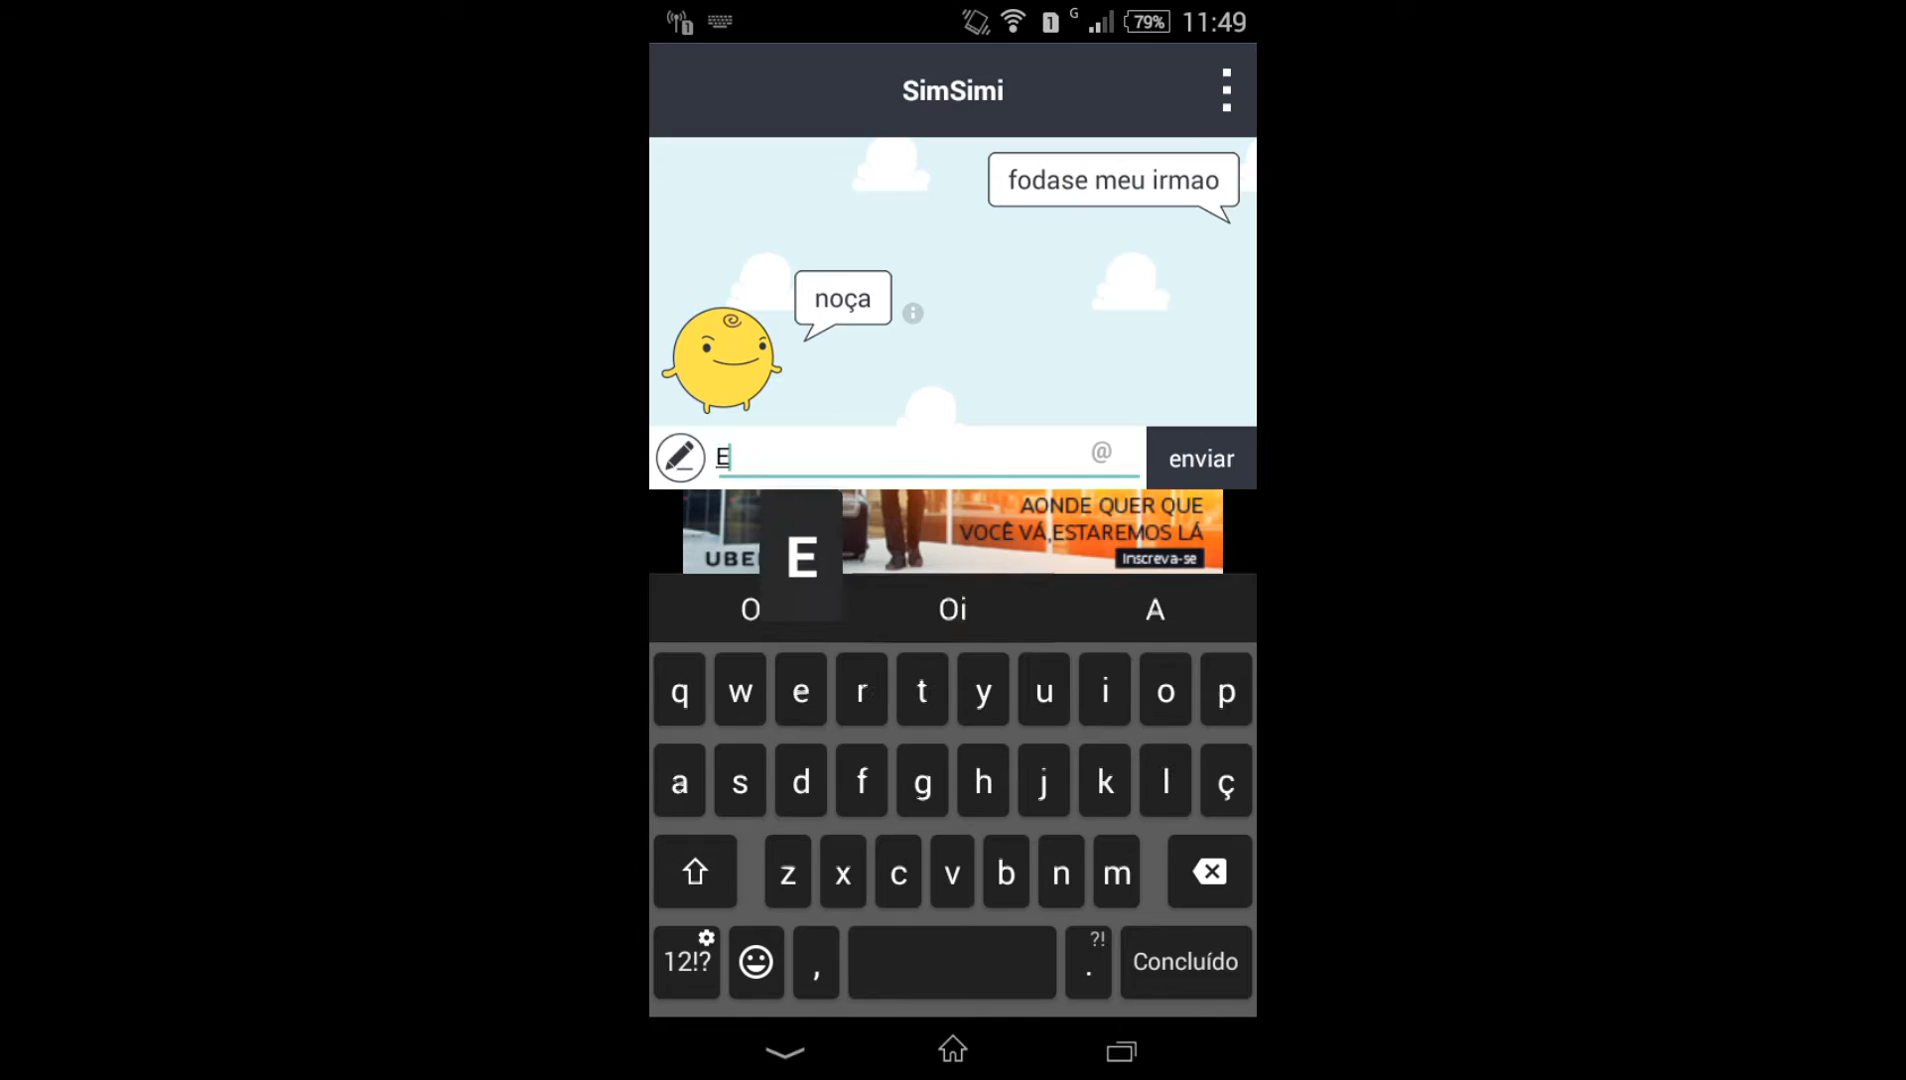 1 G 79% 11:49
SimSimi
fodase meu irmao
noça
E
@
enviar
AONDE QUER QUE
VOCÊ VÁ,ESTAREMOS LÁ
UBE
Inscreva-se
E
O Oi A
q w e r t y u i o p
a s d f g h j k l ç
z x c v b n m
12!? , ?! . Concluído